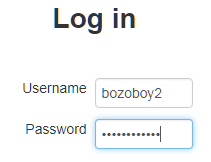 Log in
Username bozoboy2
Password ••••••••••••